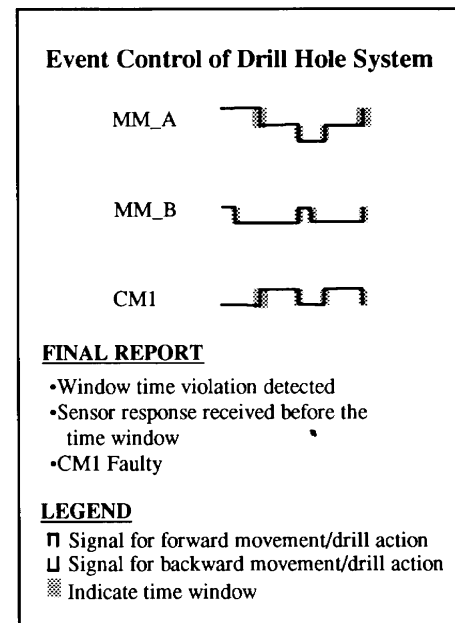 Event Control of Drill Hole System
MM_A
MM_B
CM1
FINAL REPORT
•Window time violation detected
•Sensor response received before the
time window
•CM1 Faulty
LEGEND
⊓ Signal for forward movement/drill action
⊔ Signal for backward movement/drill action
Indicate time window